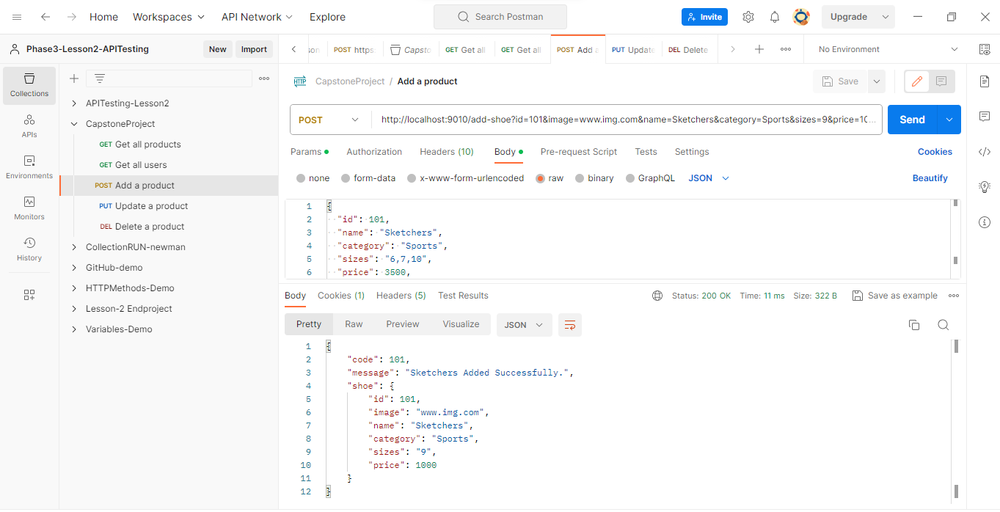 Home Workspaces API Network Explore Search Postman Invite Upgrade
Phase3-Lesson2-APITesting New Import
POST https: Capsto GET Get all GET Get all POST Add a PUT Update DEL Delete No Environment
Collections
APIs
Environments
Monitors
History
APITesting-Lesson2
CapstoneProject
GET Get all products
GET Get all users
POST Add a product
PUT Update a product
DEL Delete a product
CollectionRUN-newman
GitHub-demo
HTTPMethods-Demo
Lesson-2 Endproject
Variables-Demo
HTTP CapstoneProject / Add a product Save
POST http://localhost:9010/add-shoe?id=101&image=www.img.com&name=Sketchers&category=Sports&sizes=9&price=10... Send
Params Authorization Headers (10) Body Pre-request Script Tests Settings Cookies
none form-data x-www-form-urlencoded raw binary GraphQL JSON Beautify
1 {
2 "id": 101,
3 "name": "Sketchers",
4 "category": "Sports",
5 "sizes": "6,7,10",
6 "price": 3500,
Body Cookies (1) Headers (5) Test Results Status: 200 OK Time: 11 ms Size: 322 B Save as example
Pretty Raw Preview Visualize JSON
1 {
2 "code": 101,
3 "message": "Sketchers Added Successfully.",
4 "shoe": {
5 "id": 101,
6 "image": "www.img.com",
7 "name": "Sketchers",
8 "category": "Sports",
9 "sizes": "9",
10 "price": 1000
11 }
12 }